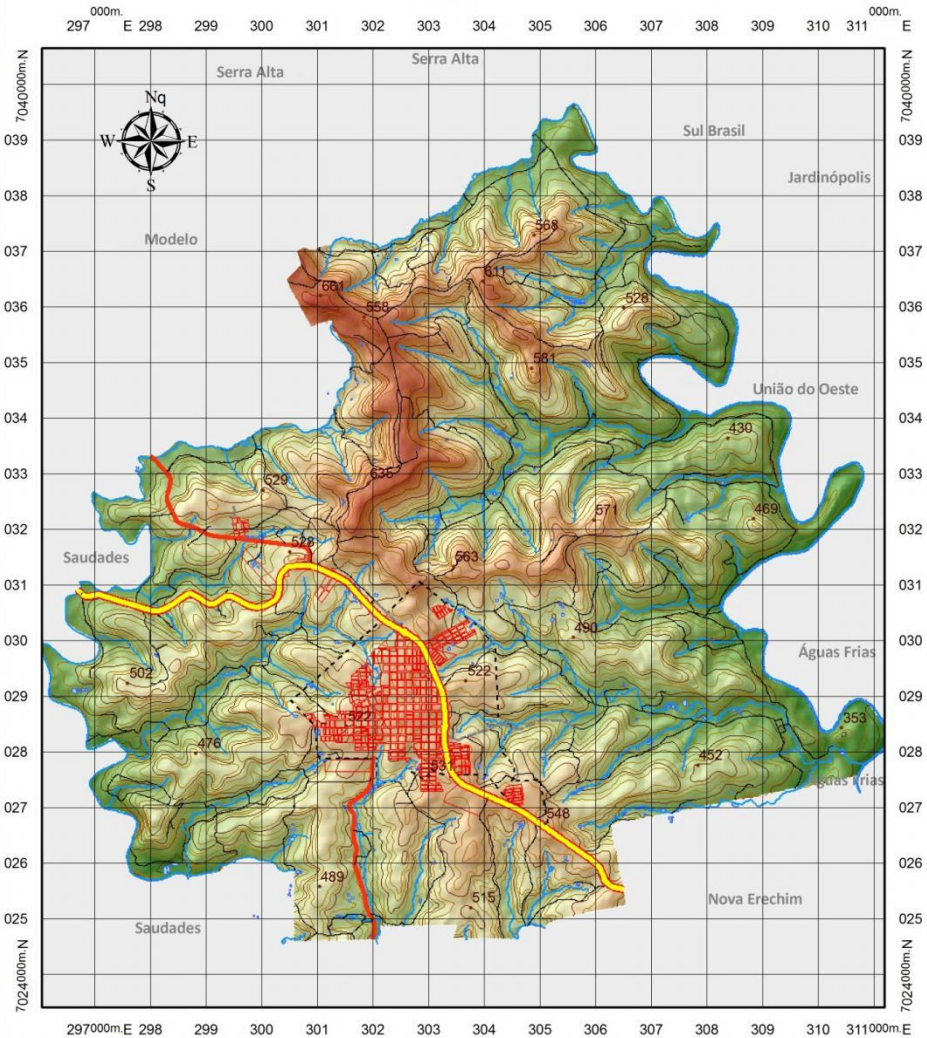 000m. 000m.
297 E 298 299 300 301 302 303 304 305 306 307 308 309 310 311 E
Serra Alta
Serra Alta
7040000m.N 7040000m.N
Nq
W E
S
039 Sul Brasil 039
Jardinópolis
038 038
568
Modelo
037 037
611
661
528
558
036 036
581
035 035
União do Oeste
034 430 034
635
033 529 033
571 469
032 032
528
Saudades 563
031 031
490
030 Águas Frias 030
502 522
029 029
522 353
476
028 452 028
Águas Frias
027 548 027
026 026
489
515 Nova Erechim
025 025
Saudades
7024000m.N 7024000m.N
297000m.E 298 299 300 301 302 303 304 305 306 307 308 309 310 311000m.E